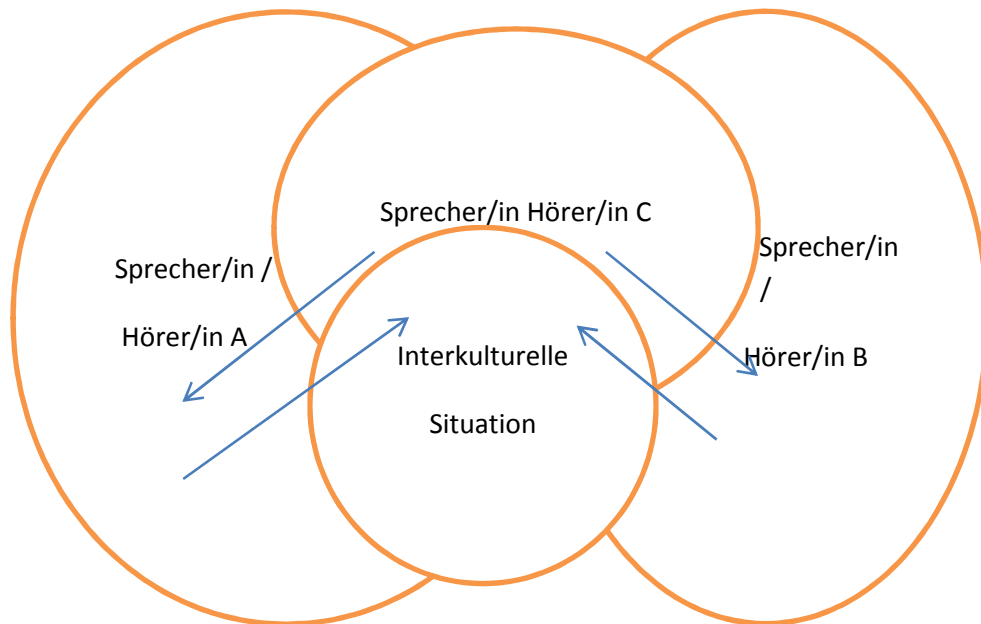 Sprecher/in Hörer/in C
Sprecher/in /
Hörer/in A
Sprecher/in
/
Hörer/in B
Interkulturelle
Situation